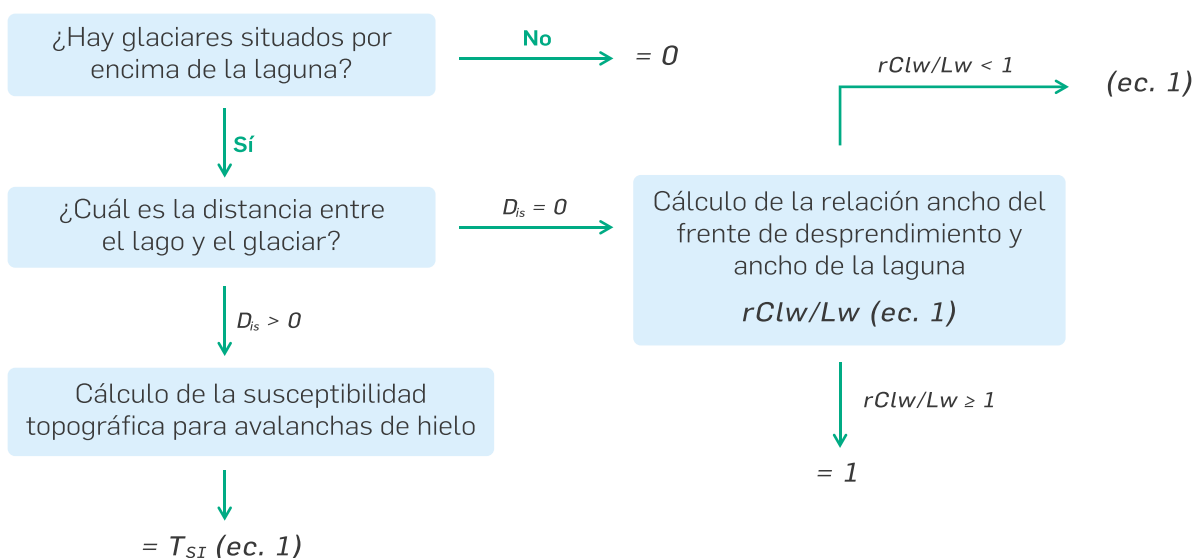 ¿Hay glaciares situados por
encima de la laguna?
No
= 0
Sí
¿Cuál es la distancia entre
el lago y el glaciar?
D_is = 0
Cálculo de la relación ancho del
frente de desprendimiento y
ancho de la laguna
rClw/Lw (ec. 1)
rClw/Lw < 1
(ec. 1)
rClw/Lw ≥ 1
= 1
D_is > 0
Cálculo de la susceptibilidad
topográfica para avalanchas de hielo
= T_SI (ec. 1)